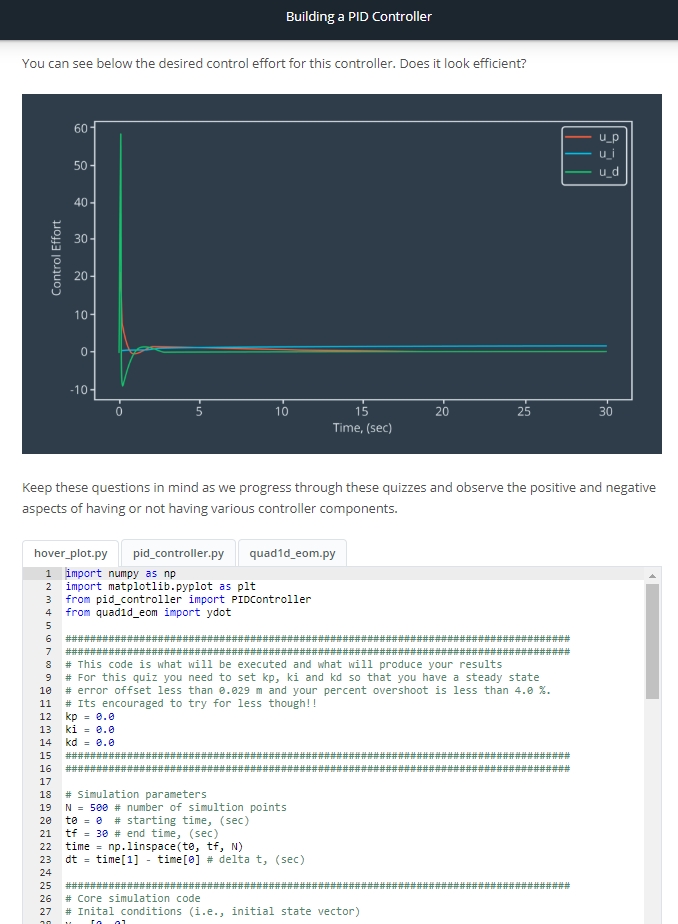 Building a PID Controller
You can see below the desired control effort for this controller. Does it look efficient?
60
50
40
30
20
10
0
-10
Control Effort
u_p
u_i
u_d
0 5 10 15 20 25 30
Time, (sec)
Keep these questions in mind as we progress through these quizzes and observe the positive and negative
aspects of having or not having various controller components.
hover_plot.py pid_controller.py quad1d_eom.py
1 import numpy as np
2 import matplotlib.pyplot as plt
3 from pid_controller import PIDController
4 from quad1d_eom import ydot
5
6 ################################################################################
7 ################################################################################
8 # This code is what will be executed and what will produce your results
9 # For this quiz you need to set kp, ki and kd so that you have a steady state
10 # error offset less than 0.029 m and your percent overshoot is less than 4.0 %.
11 # Its encouraged to try for less though!!
12 kp = 0.0
13 ki = 0.0
14 kd = 0.0
15 ################################################################################
16 ################################################################################
17
18 # Simulation parameters
19 N = 500 # number of simultion points
20 t0 = 0 # starting time, (sec)
21 tf = 30 # end time, (sec)
22 time = np.linspace(t0, tf, N)
23 dt = time[1] - time[0] # delta t, (sec)
24
25 ################################################################################
26 # Core simulation code
27 # Inital conditions (i.e., initial state vector)